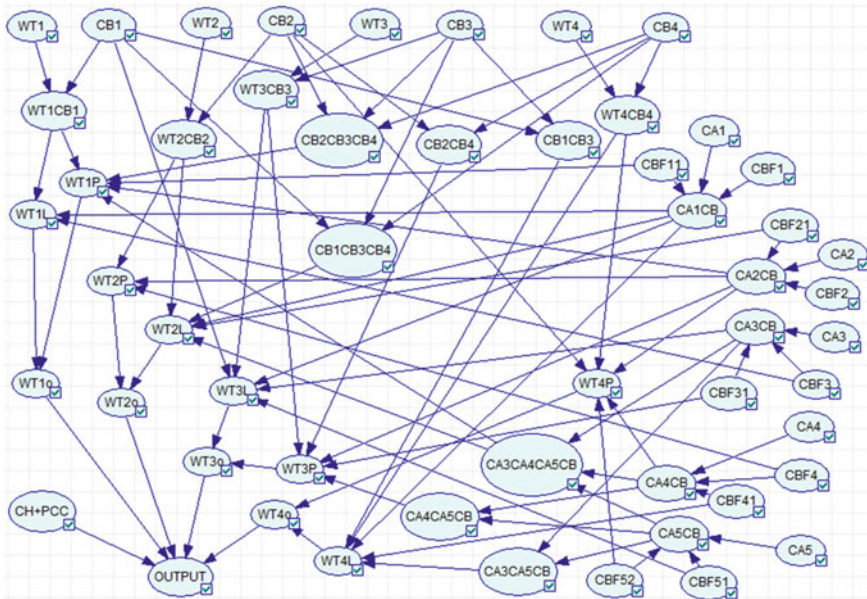 WT1
CB1
WT2
CB2
WT3
CB3
WT4
CB4
WT3CB3
WT1CB1
WT4CB4
WT2CB2
CB2CB3CB4
CB2CB4
CB1CB3
CA1
WT1P
CBF11
CBF1
WT1L
CA1CB
CBF21
CB1CB3CB4
CA2
WT2P
CA2CB
CBF2
WT2L
CA3CB
CA3
WT1o
WT2o
WT3L
WT4P
CBF31
CBF3
CA4
WT3o
WT3P
CA3CA4CA5CB
CA4CB
CBF4
CBF41
CH+PCC
WT4o
CA4CA5CB
CA5CB
CA5
OUTPUT
WT4L
CA3CA5CB
CBF52
CBF51